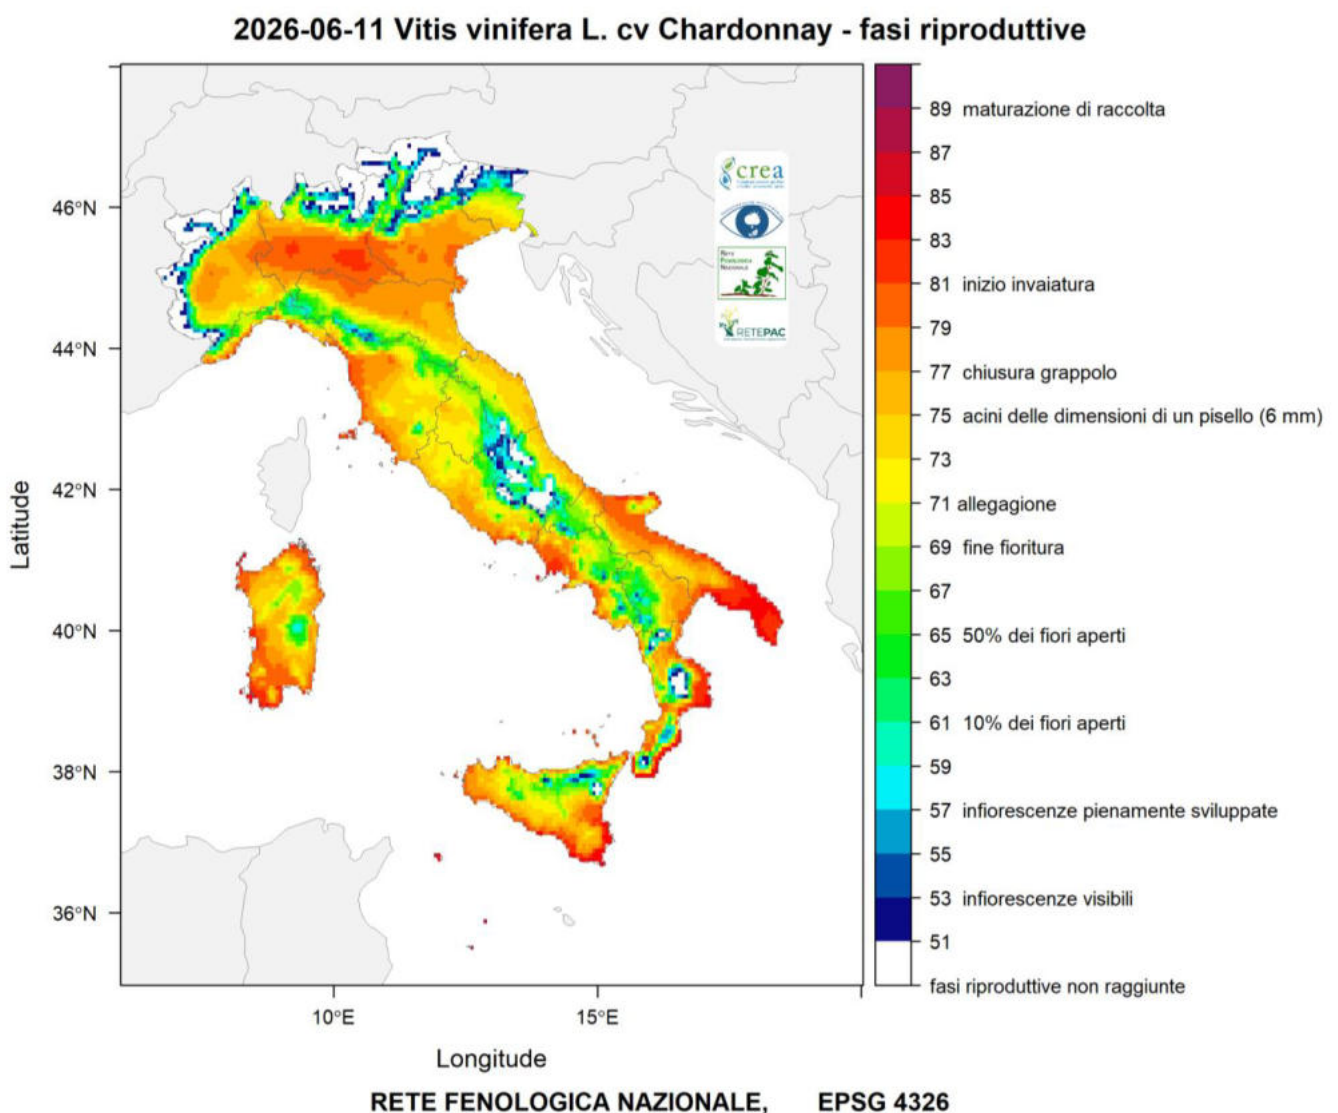 2026-06-11 Vitis vinifera L. cv Chardonnay - fasi riproduttive
46°N
44°N
42°N
40°N
38°N
36°N
Latitude
10°E
15°E
Longitude
crea
RETE
FENOLOGICA
NAZIONALE
RETEPAC
89 maturazione di raccolta
87
85
83
81 inizio invaiatura
79
77 chiusura grappolo
75 acini delle dimensioni di un pisello (6 mm)
73
71 allegagione
69 fine fioritura
67
65 50% dei fiori aperti
63
61 10% dei fiori aperti
59
57 infiorescenze pienamente sviluppate
55
53 infiorescenze visibili
51
fasi riproduttive non raggiunte
RETE FENOLOGICA NAZIONALE, EPSG 4326